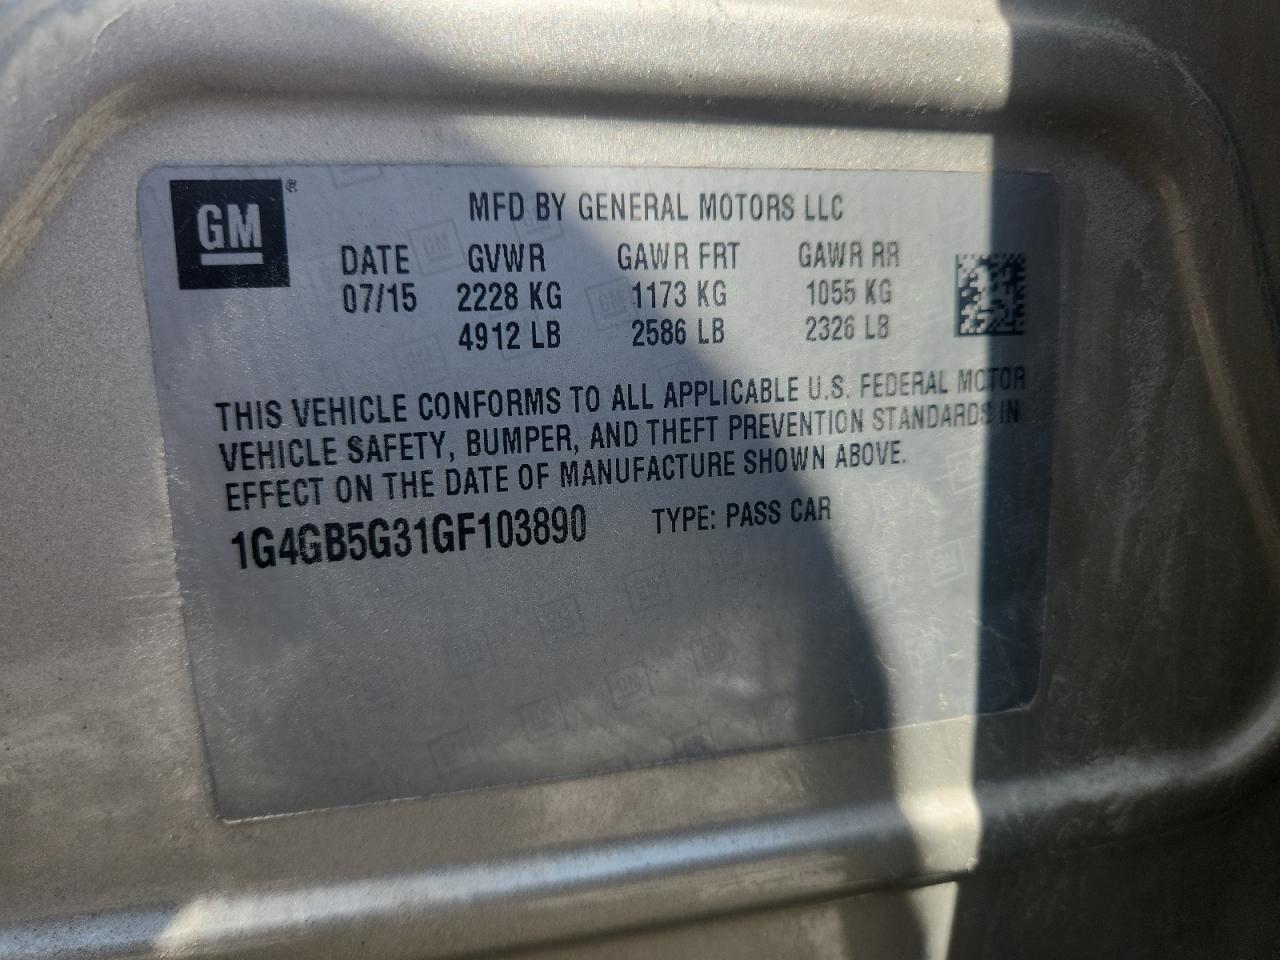 GM ®
MFD BY GENERAL MOTORS LLC
DATE GVWR GAWR FRT GAWR RR
07/15 2228 KG 1173 KG 1055 KG
4912 LB 2586 LB 2326 LB
THIS VEHICLE CONFORMS TO ALL APPLICABLE U.S. FEDERAL MOTOR
VEHICLE SAFETY, BUMPER, AND THEFT PREVENTION STANDARDS IN
EFFECT ON THE DATE OF MANUFACTURE SHOWN ABOVE.
1G4GB5G31GF103890 TYPE: PASS CAR